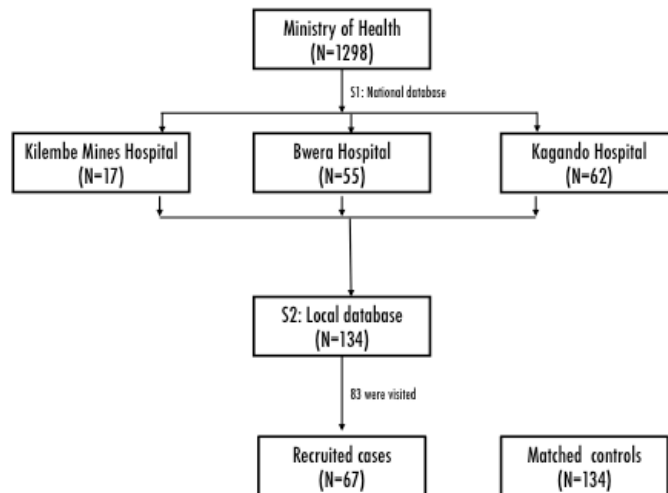 Ministry of Health
(N=1298)
S1: National database
Kilembe Mines Hospital
(N=17)
Bwera Hospital
(N=55)
Kagando Hospital
(N=62)
S2: Local database
(N=134)
83 were visited
Recruited cases
(N=67)
Matched controls
(N=134)